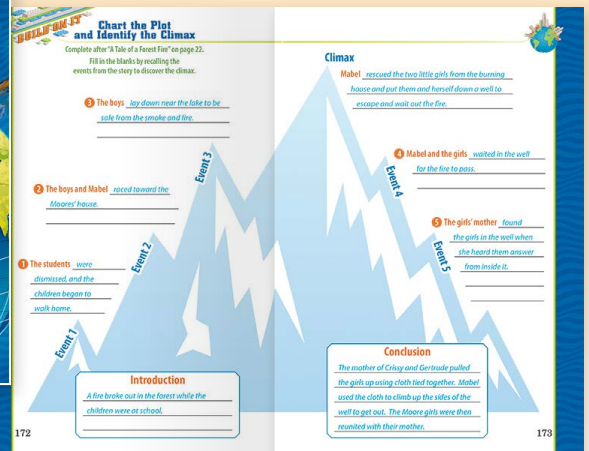 BUILD ON IT
Chart the Plot
and Identify the Climax
Complete after "A Tale of a Forest Fire" on page 22.
Fill in the blanks by recalling the
events from the story to discover the climax.
1 The students were
dismissed, and the
children began to
walk home.
Event 1
2 The boys and Mabel raced toward the
Moores' house.
Event 2
3 The boys lay down near the lake to be
safe from the smoke and fire.
Event 3
Introduction
A fire broke out in the forest while the
children were at school.
172
Climax
Mabel rescued the two little girls from the burning
house and put them and herself down a well to
escape and wait out the fire.
4 Mabel and the girls waited in the well
for the fire to pass.
Event 4
5 The girls' mother found
the girls in the well when
she heard them answer
from inside it.
Event 5
Conclusion
The mother of Crissy and Gertrude pulled
the girls up using cloth tied together. Mabel
used the cloth to climb up the sides of the
well to get out. The Moore girls were then
reunited with their mother.
173